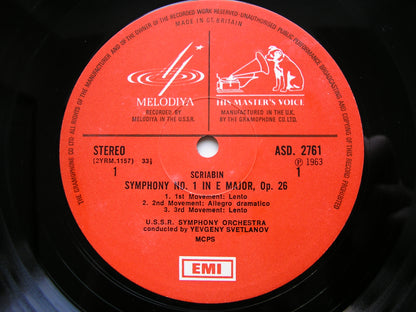 ALL RIGHTS OF THE MANUFACTURER AND OF THE OWNER OF THE RECORDED WORK RESERVED-UNAUTHORISED PUBLIC PERFORMANCE BROADCASTING AND COPYING OF THIS RECORD PROHIBITED
MADE IN GT. BRITAIN
MELODIYA
HIS MASTER'S VOICE
RECORDED BY
MELODIYA IN THE U.S.S.R.
MANUFACTURED IN THE U.K.
BY THE GRAMOPHONE CO LTD.
STEREO
ASD. 2761
(2YRM.1157) 33⅓
Ⓟ 1963
1
1
SCRIABIN
SYMPHONY NO. 1 IN E MAJOR, Op. 26
1. 1st Movement: Lento
2. 2nd Movement: Allegro dramatico
3. 3rd Movement: Lento
U.S.S.R. SYMPHONY ORCHESTRA
conducted by YEVGENY SVETLANOV
MCPS
EMI